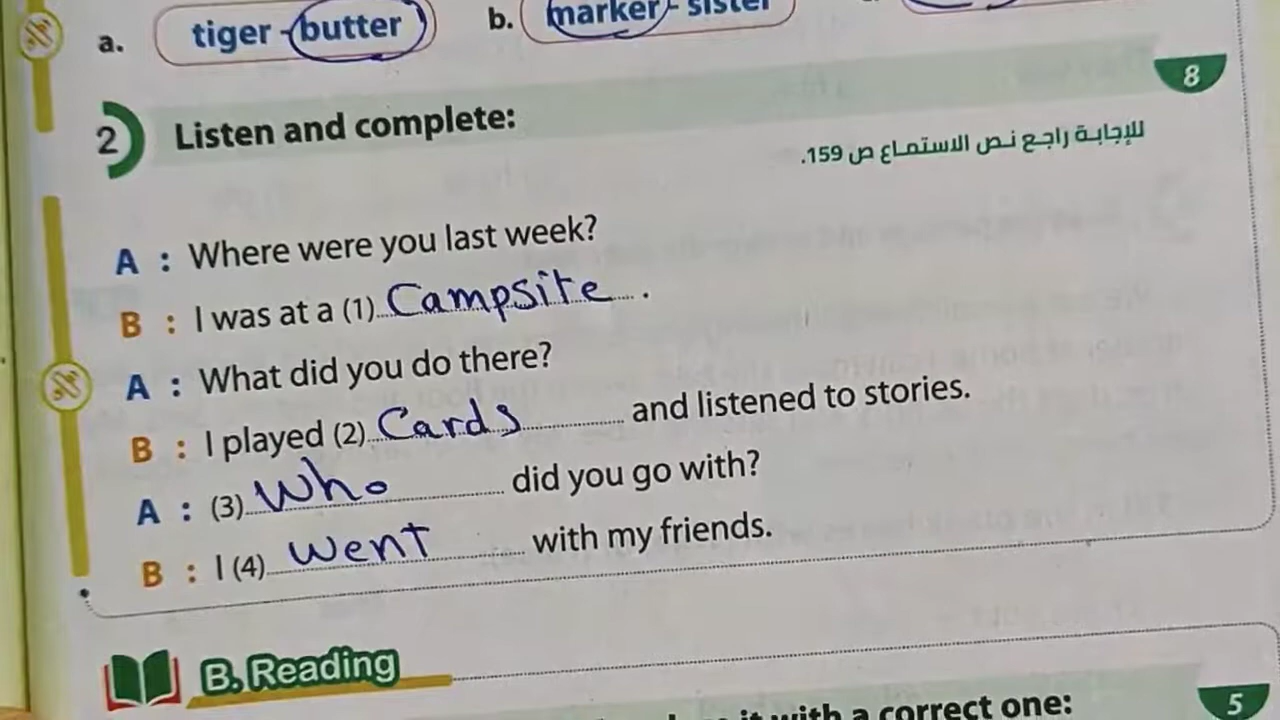 a. tiger - butter b. marker - sister
2 Listen and complete: 8
للإجابة راجع نص الاستماع ص 159.
A : Where were you last week?
B : I was at a (1) Campsite .
A : What did you do there?
B : I played (2) Cards and listened to stories.
A : (3) Who did you go with?
B : I (4) went with my friends.
B. Reading
it with a correct one: 5